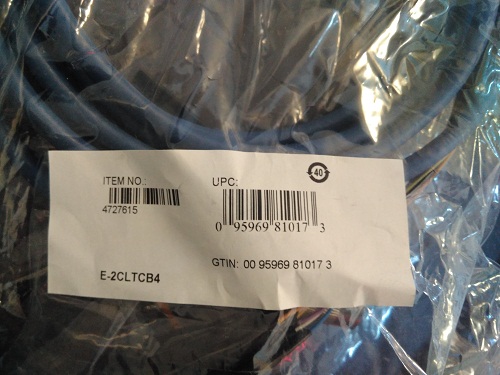 ITEM NO.:
4727615
UPC:
0 95969 81017 3
40
GTIN: 00 95969 81017 3
E-2CLTCB4